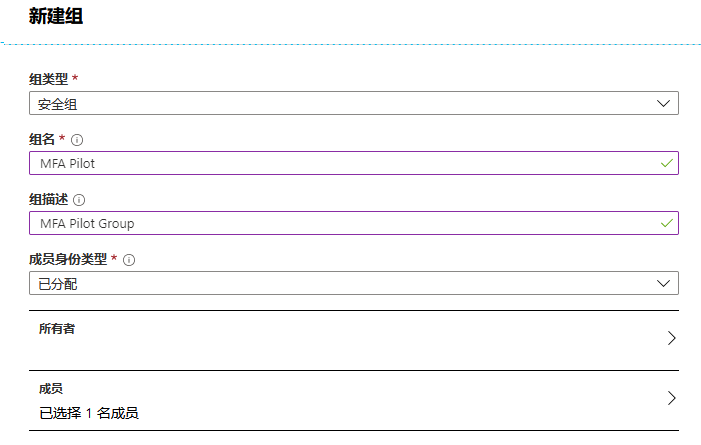 新建组
组类型 *
安全组
组名 *
MFA Pilot
组描述
MFA Pilot Group
成员身份类型 *
已分配
所有者
成员
已选择 1 名成员